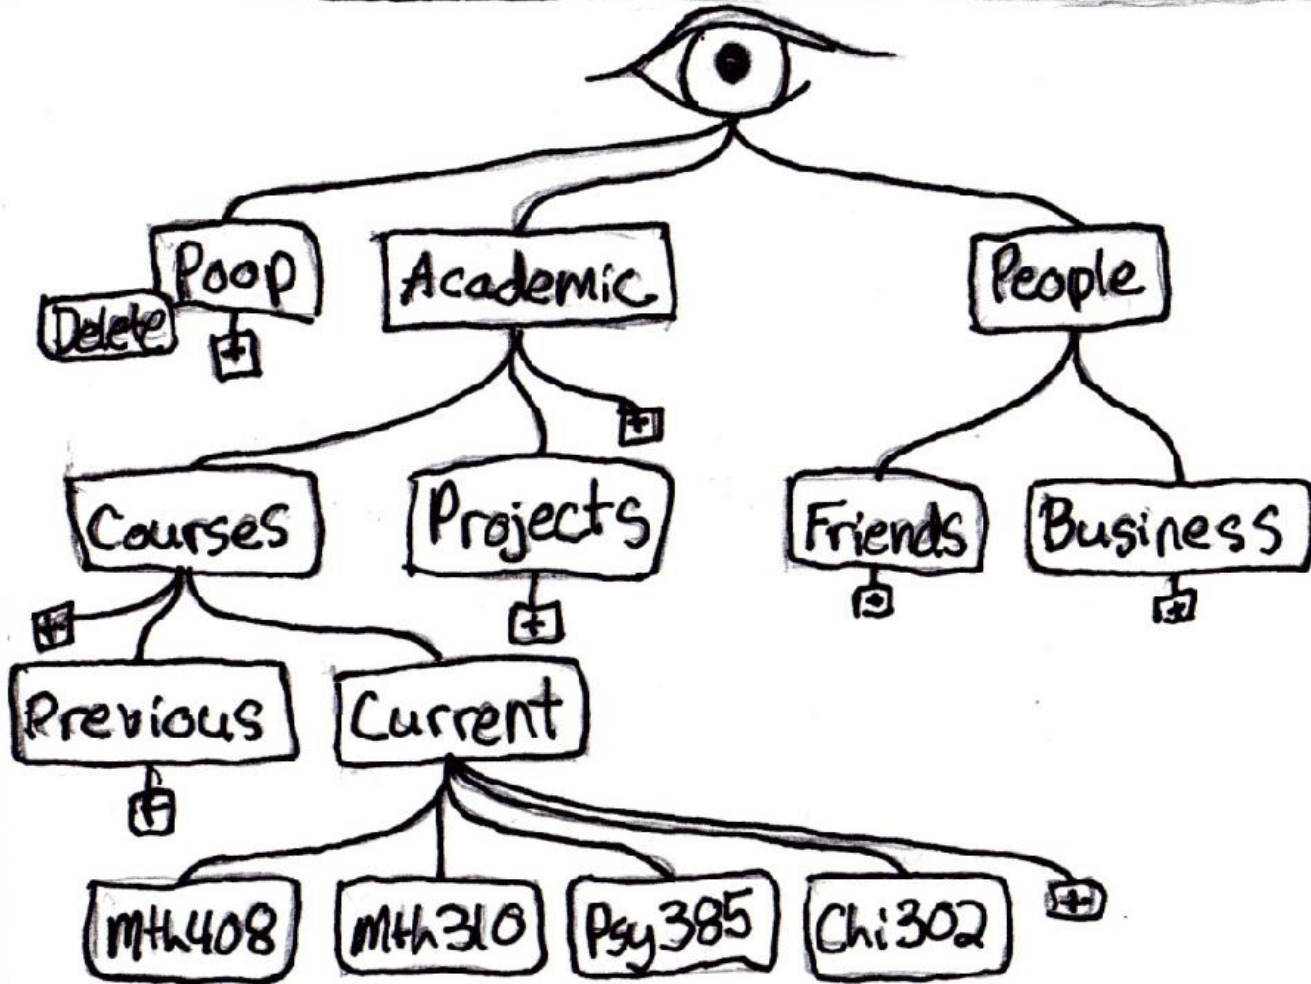 Poop
Academic
People
Delete
+
+
Courses
Projects
Friends
Business
+
+
+
+
Previous
Current
+
Mth408
Mth310
Psy385
Chi302
+